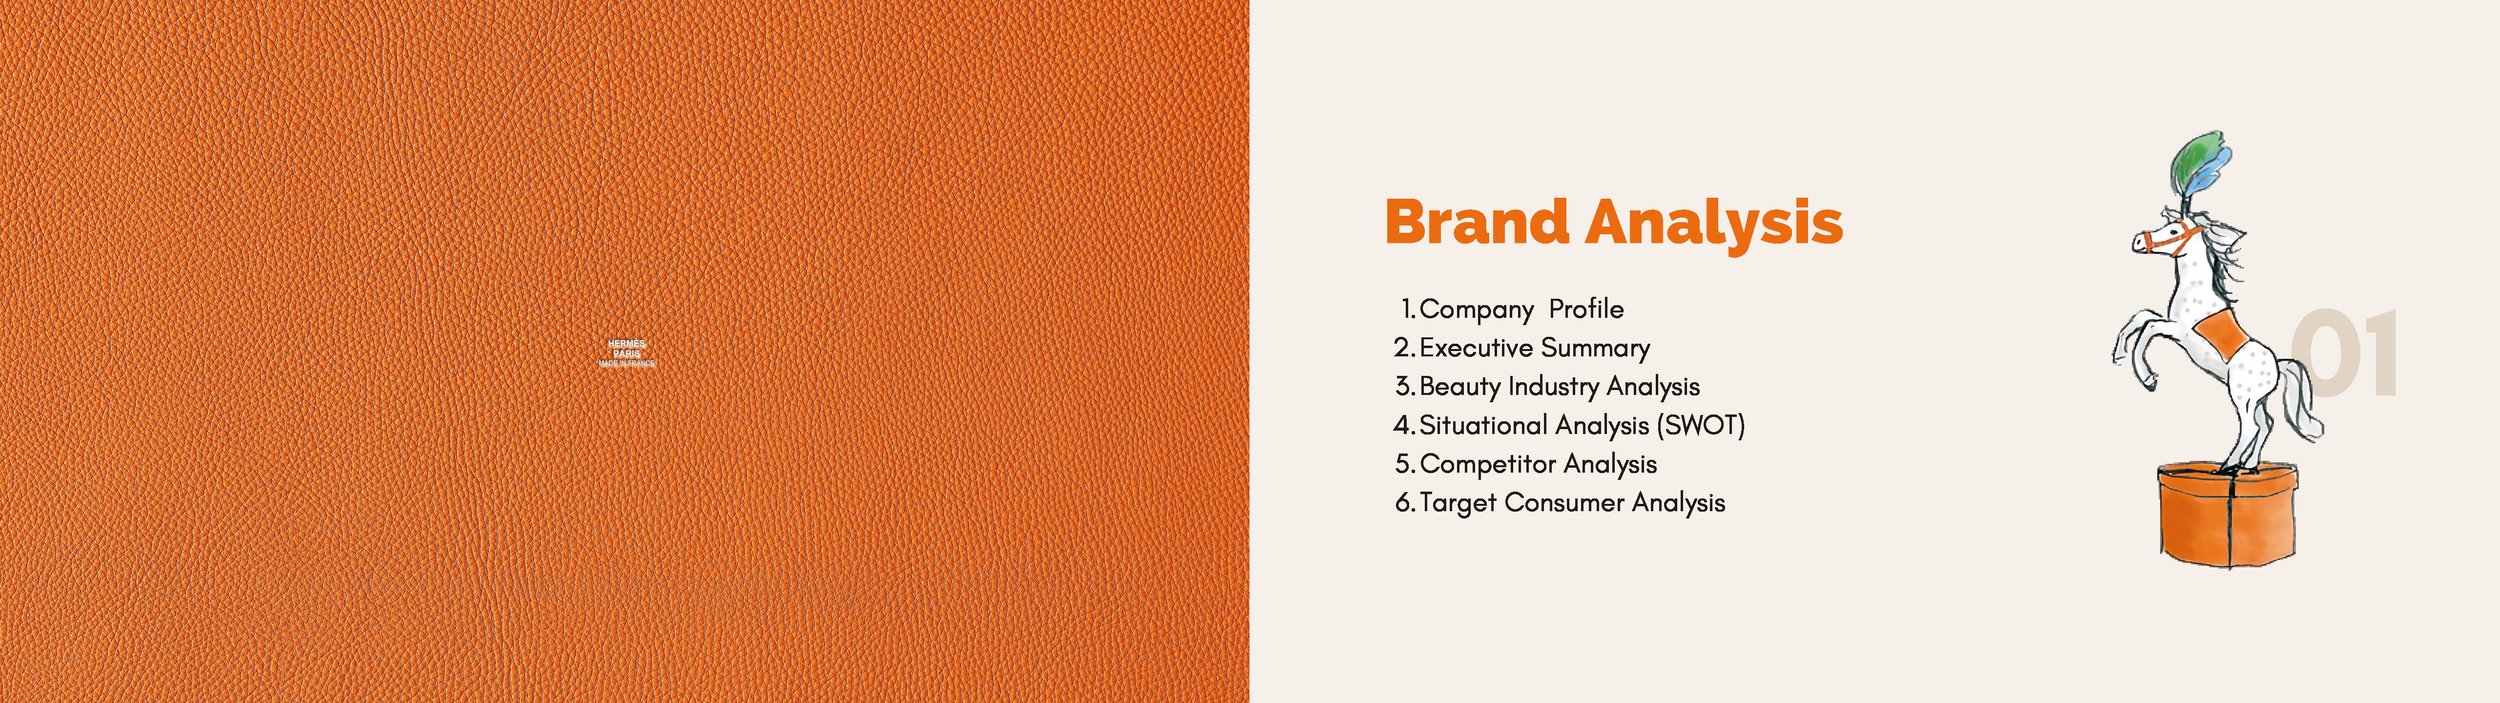 HERMÈS
PARIS
MADE IN FRANCE
Brand Analysis
1. Company Profile
2. Executive Summary
3. Beauty Industry Analysis
4. Situational Analysis (SWOT)
5. Competitor Analysis
6. Target Consumer Analysis
01